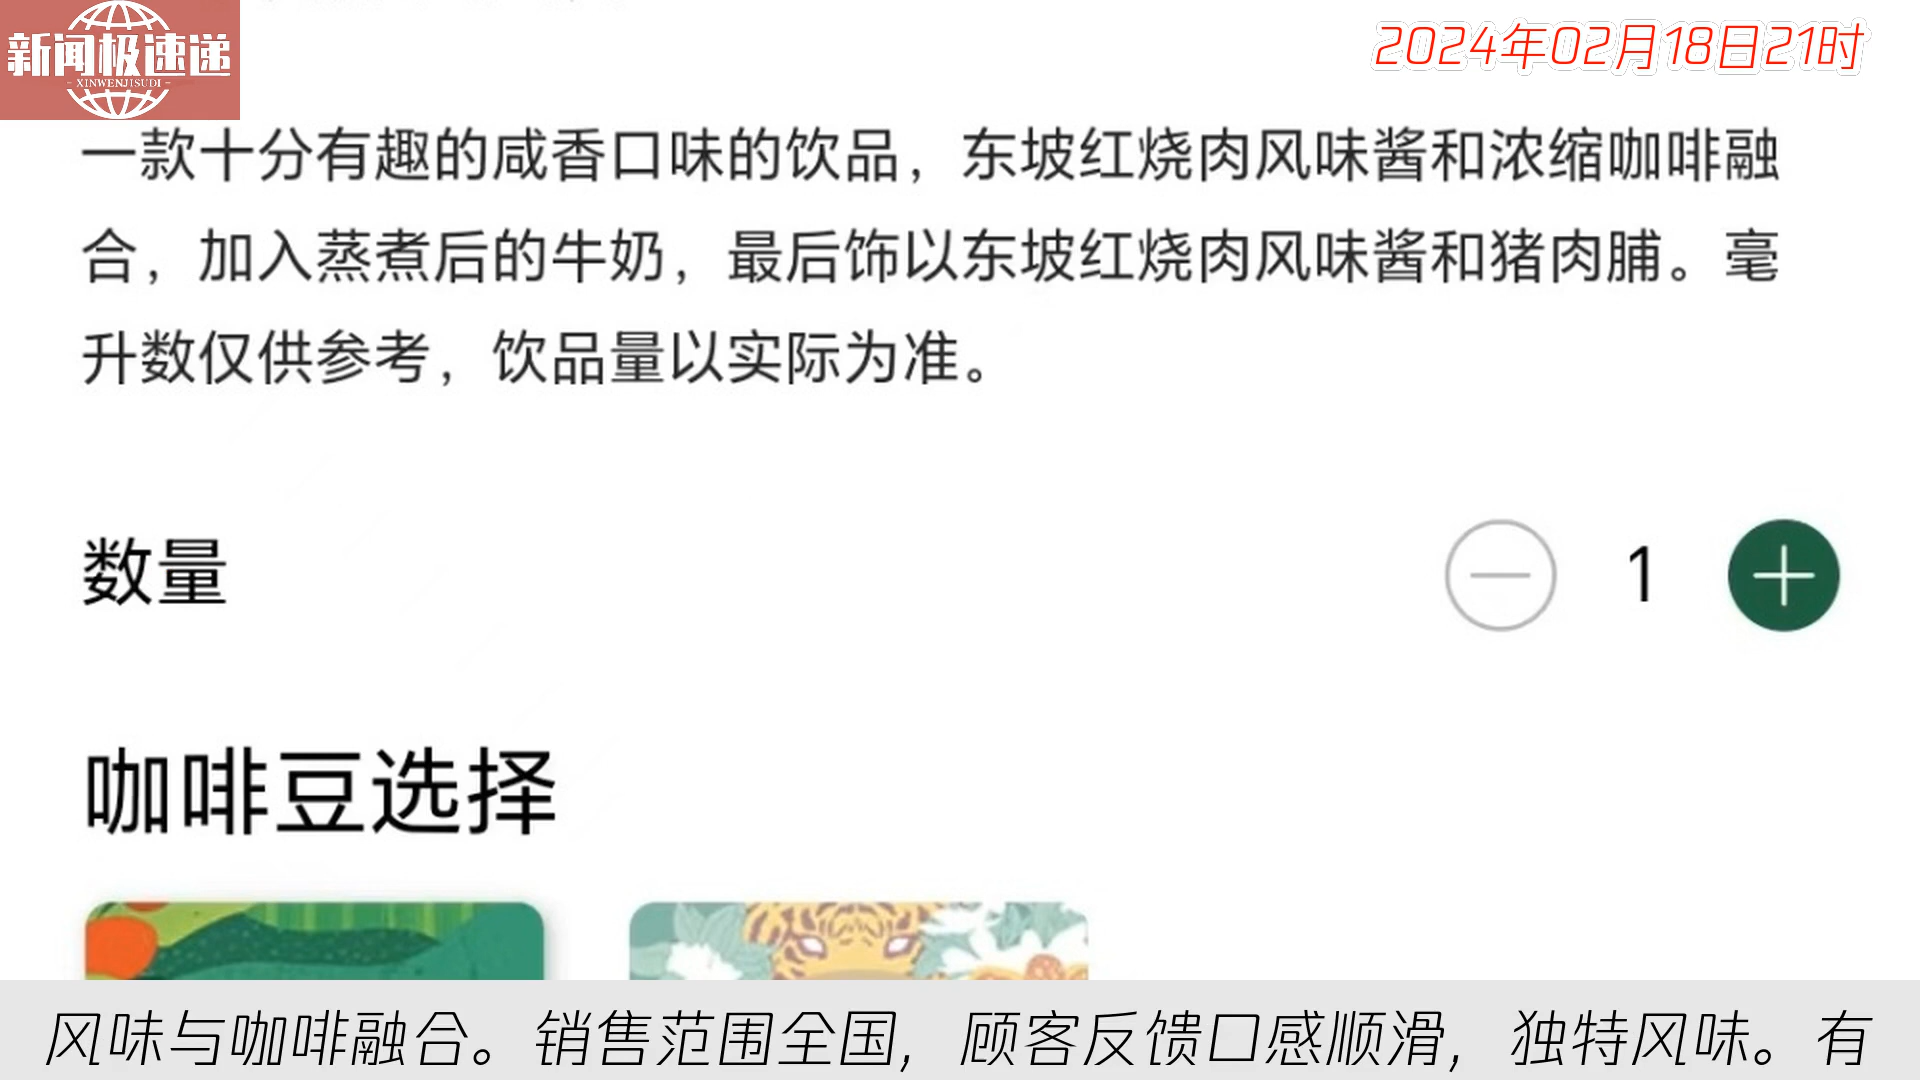 新闻极速递
XINWENJISUDI
2024年02月18日21时
一款十分有趣的咸香口味的饮品，东坡红烧肉风味酱和浓缩咖啡融
合，加入蒸煮后的牛奶，最后饰以东坡红烧肉风味酱和猪肉脯。毫
升数仅供参考，饮品量以实际为准。
数量
1
咖啡豆选择
风味与咖啡融合。销售范围全国，顾客反馈口感顺滑，独特风味。有